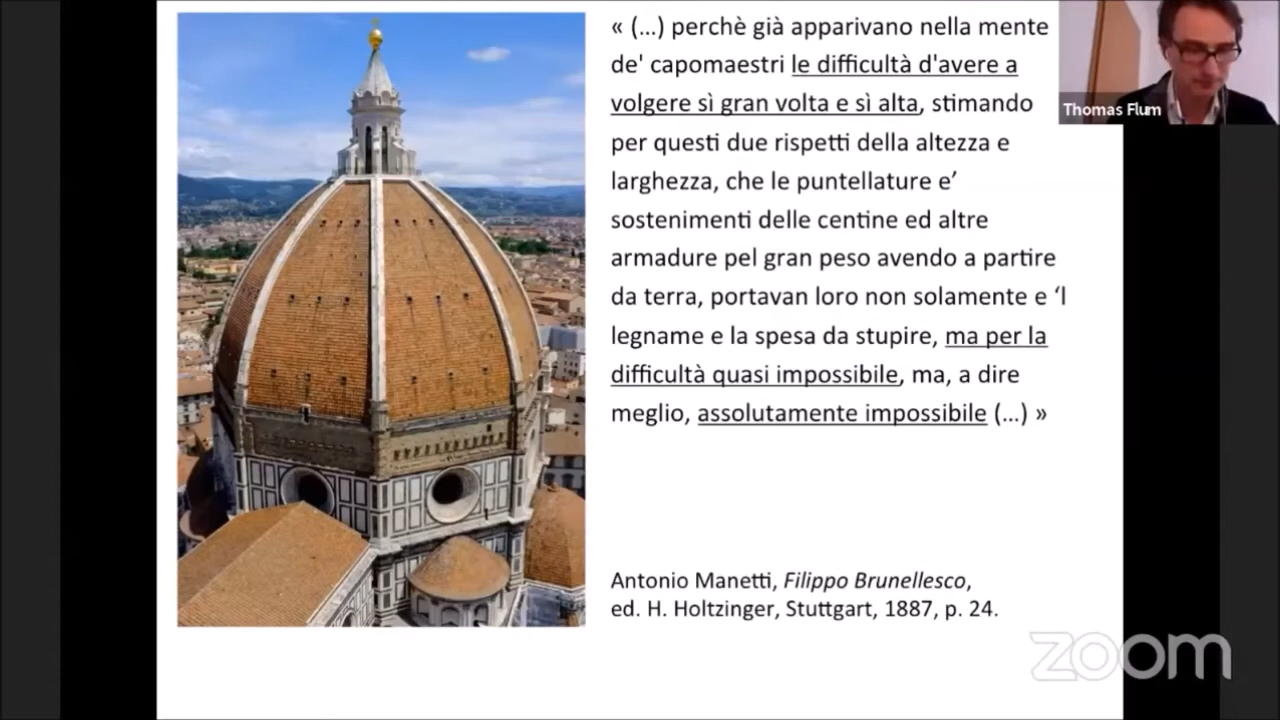 « (...) perchè già apparivano nella mente
de' capomaestri le difficultà d'avere a
volgere sì gran volta e sì alta, stimando
per questi due rispetti della altezza e
larghezza, che le puntellature e’
sostenimenti delle centine ed altre
armadure pel gran peso avendo a partire
da terra, portavan loro non solamente e ‘l
legname e la spesa da stupire, ma per la
difficultà quasi impossibile, ma, a dire
meglio, assolutamente impossibile (...) »
Antonio Manetti, Filippo Brunellesco,
ed. H. Holtzinger, Stuttgart, 1887, p. 24.
Thomas Flum
zoom